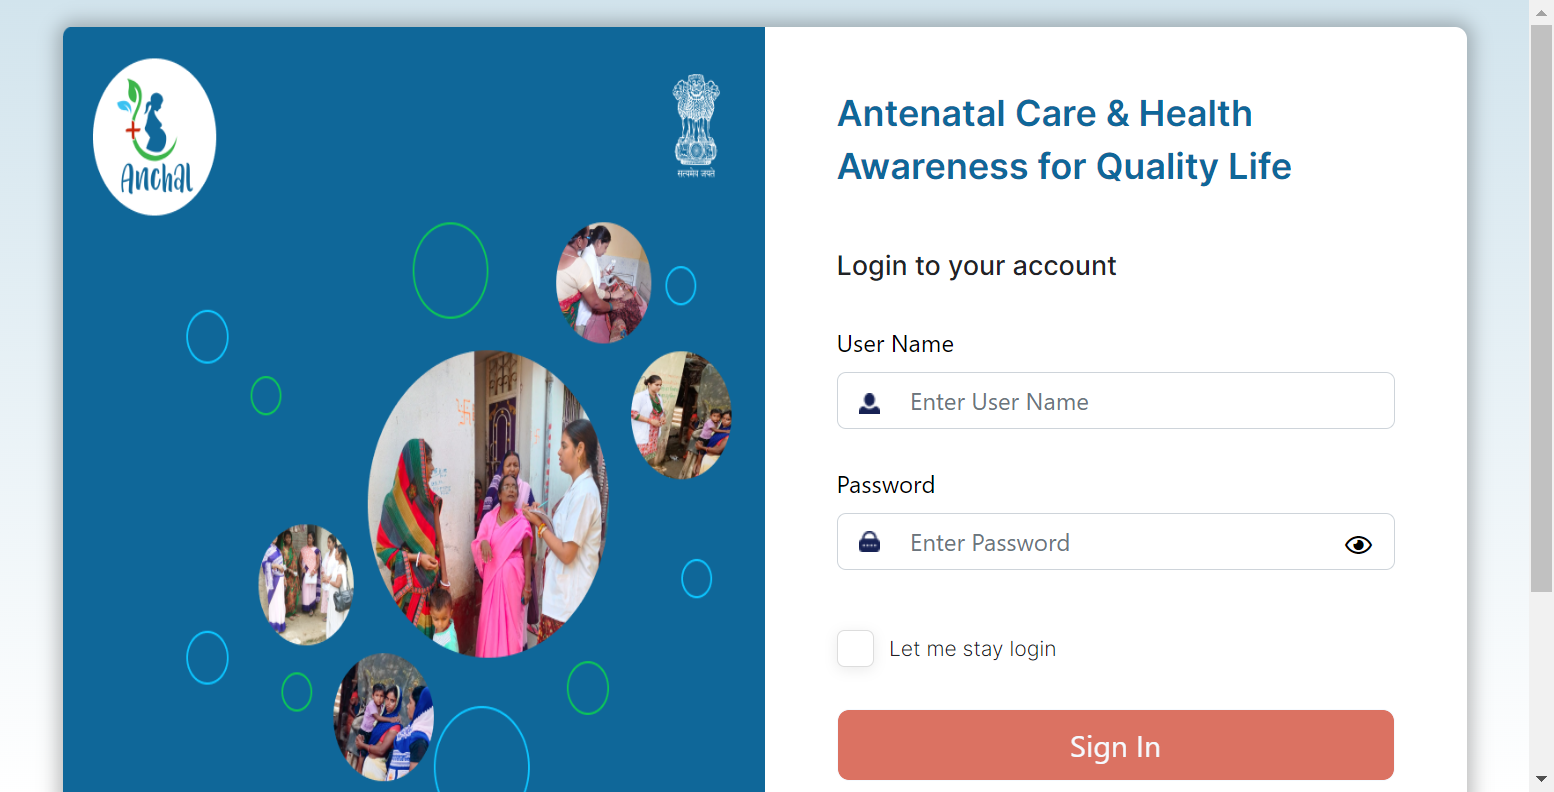 Anchal
सत्यमेव जयते
Antenatal Care & Health
Awareness for Quality Life
Login to your account
User Name
Enter User Name
Password
Enter Password
Let me stay login
Sign In